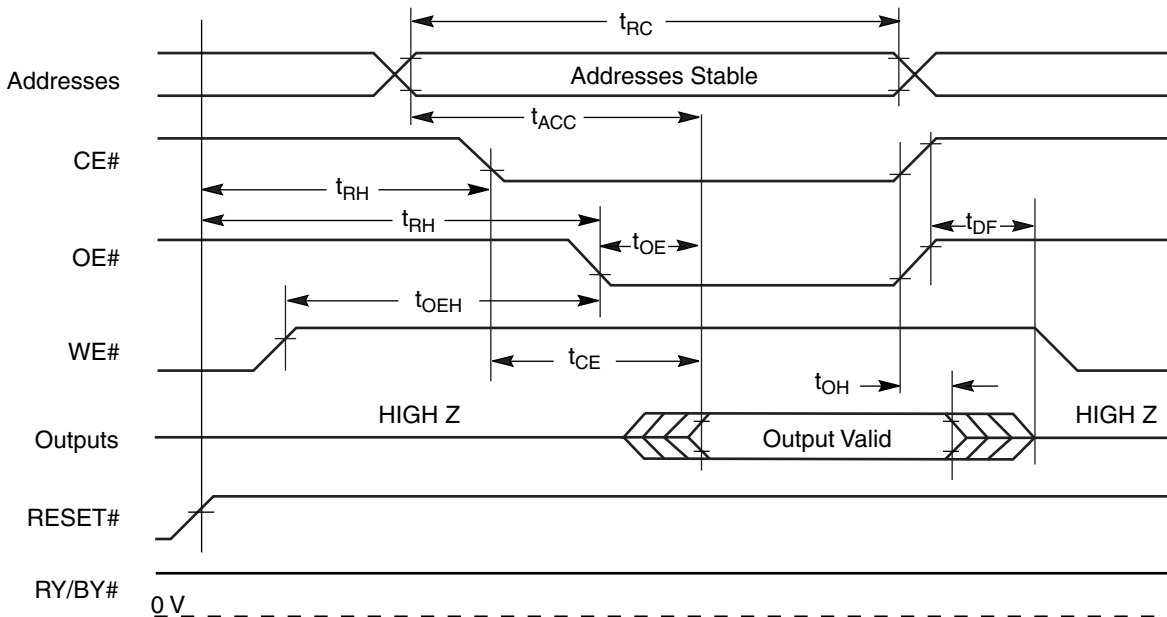 tRC
Addresses
Addresses Stable
tACC
CE#
tRH
tRH
tDF
OE#
tOE
tOEH
WE#
tCE
tOH
HIGH Z
HIGH Z
Outputs
Output Valid
RESET#
RY/BY#
0 V